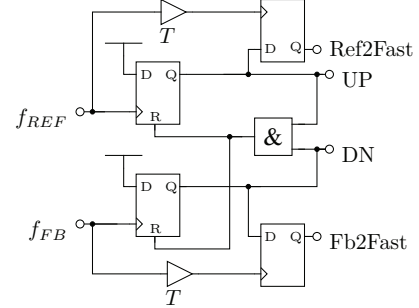 T
D Q Ref2Fast
D Q UP
f_REF
R &
DN
D Q
f_FB R D Q Fb2Fast
T